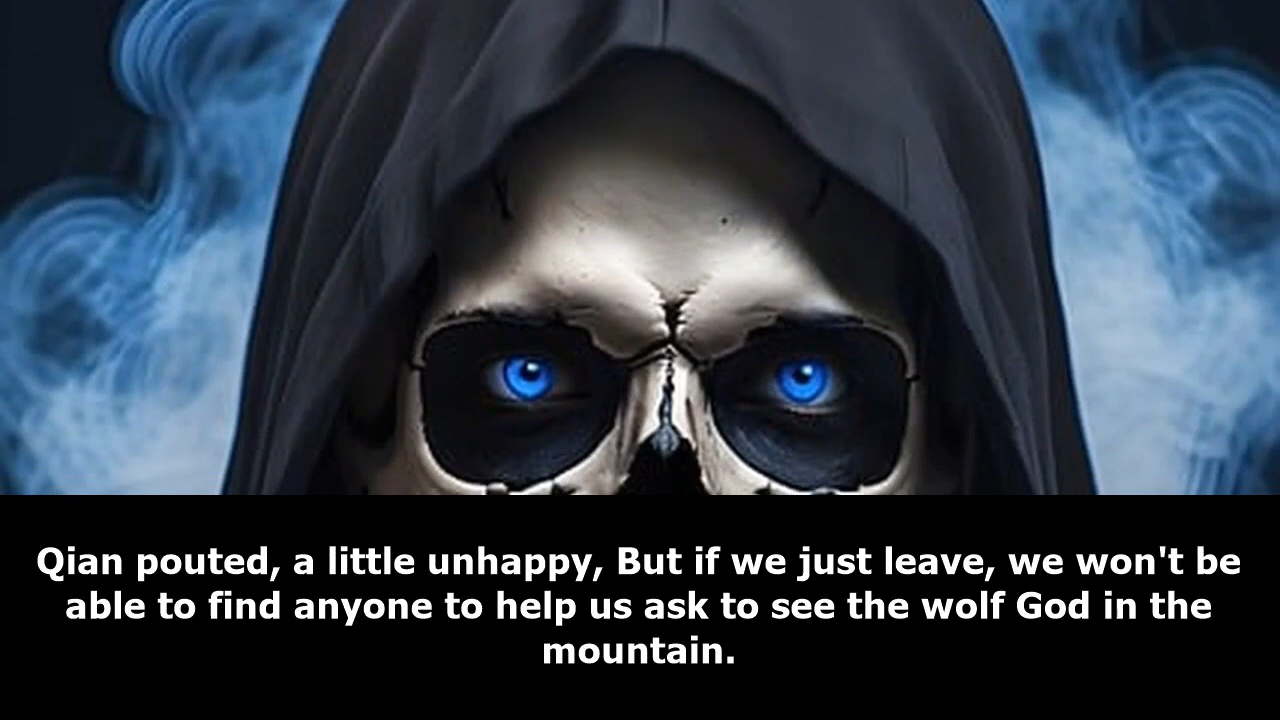 Qian pouted, a little unhappy, But if we just leave, we won't be
able to find anyone to help us ask to see the wolf God in the
mountain.